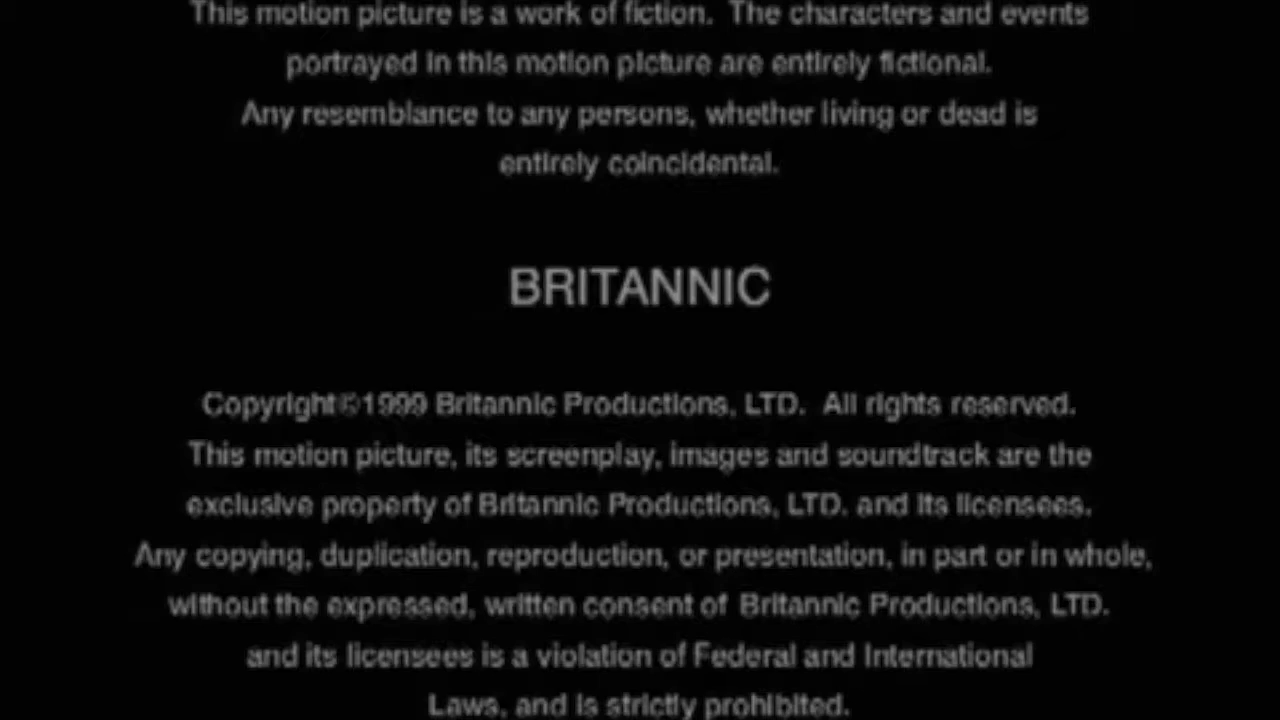 This motion picture is a work of fiction.  The characters and events
portrayed in this motion picture are entirely fictional.
Any resemblance to any persons, whether living or dead is
entirely coincidental.
BRITANNIC
Copyright©1999 Britannic Productions, LTD.  All rights reserved.
This motion picture, its screenplay, images and soundtrack are the
exclusive property of Britannic Productions, LTD. and its licensees.
Any copying, duplication, reproduction, or presentation, in part or in whole,
without the expressed, written consent of Britannic Productions, LTD.
and its licensees is a violation of Federal and International
Laws, and is strictly prohibited.